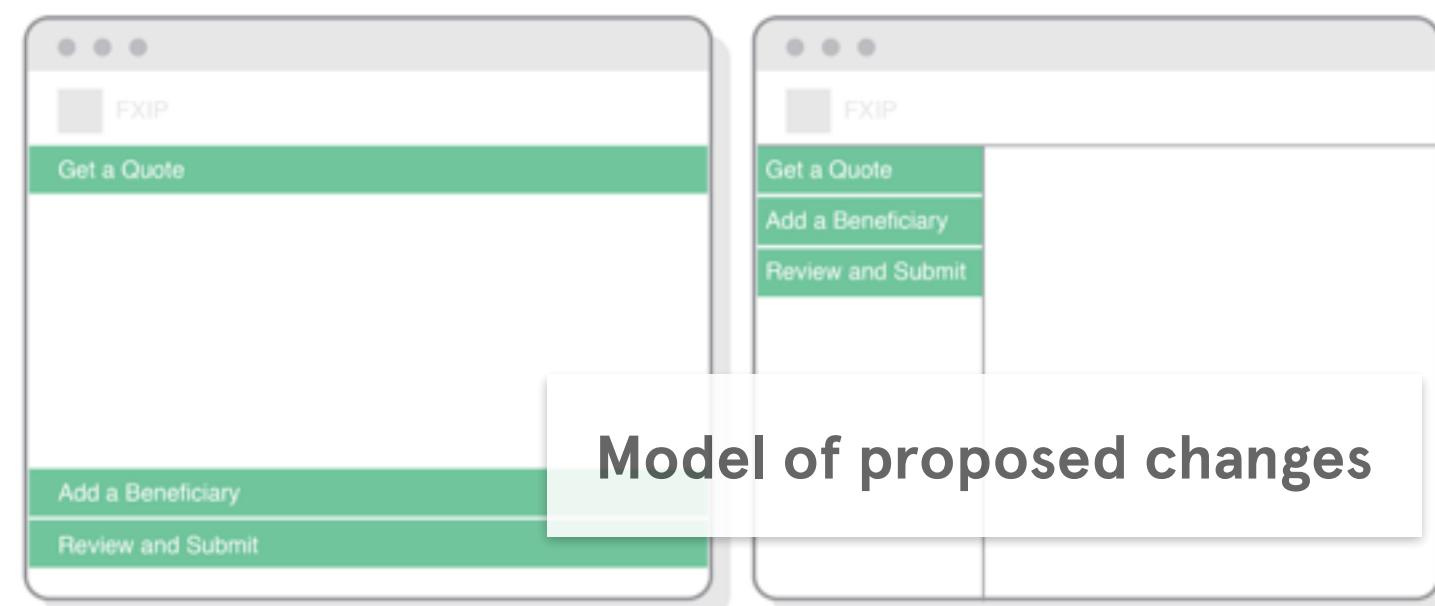 FXIP
Get a Quote
Add a Beneficiary
Review and Submit
FXIP
Get a Quote
Add a Beneficiary
Review and Submit
Model of proposed changes